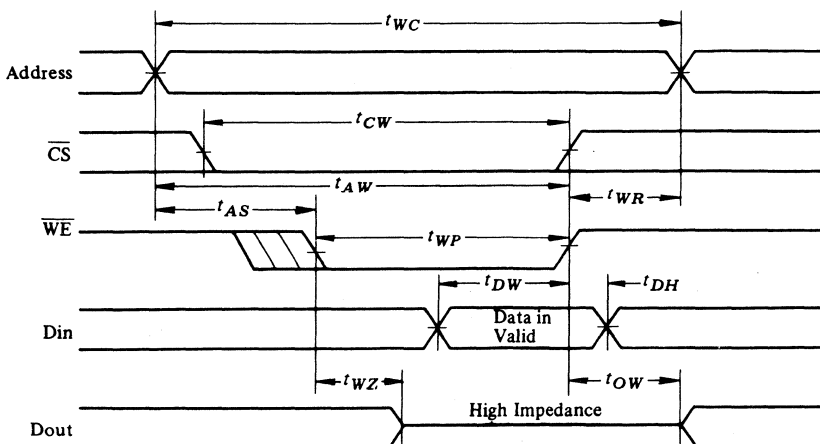 t_WC
Address
t_CW
CS
t_AW
t_WR
t_AS
WE
t_WP
t_DW
t_DH
Din
Data in
Valid
t_WZ
t_OW
High Impedance
Dout